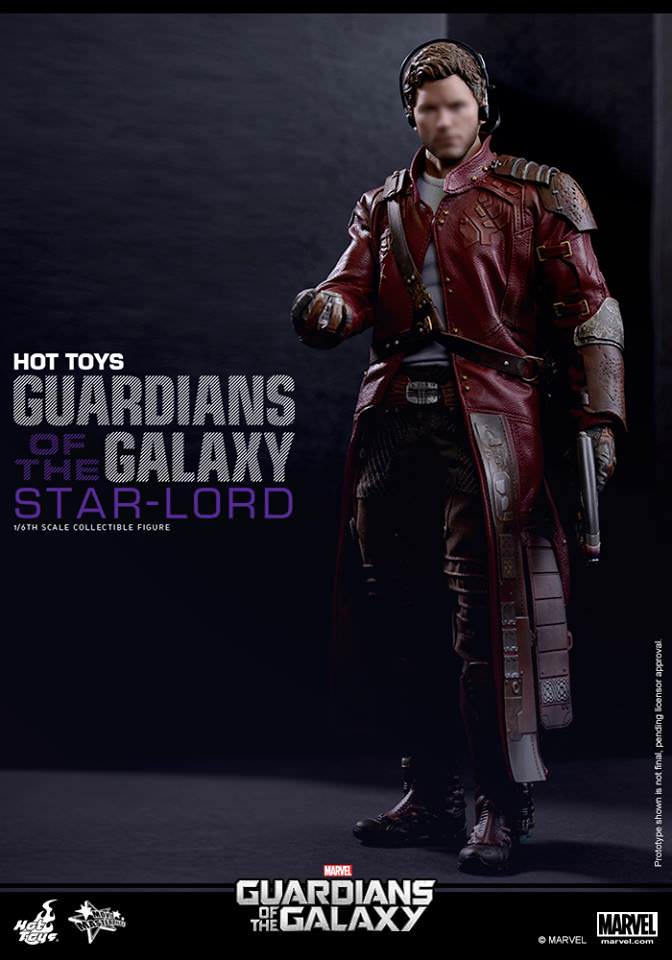 HOT TOYS
GUARDIANS
OF THE GALAXY
STAR-LORD
1/6TH SCALE COLLECTIBLE FIGURE
Prototype shown is not final, pending licensor approval.
MARVEL
GUARDIANS
OF THE GALAXY
Hot Toys
MOVIE MASTERPIECE
© MARVEL
MARVEL
marvel.com